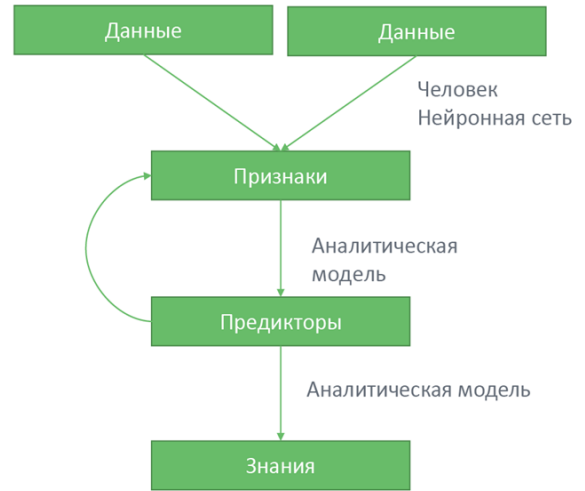 Данные
Данные
Человек
Нейронная сеть
Признаки
Аналитическая
модель
Предикторы
Аналитическая модель
Знания